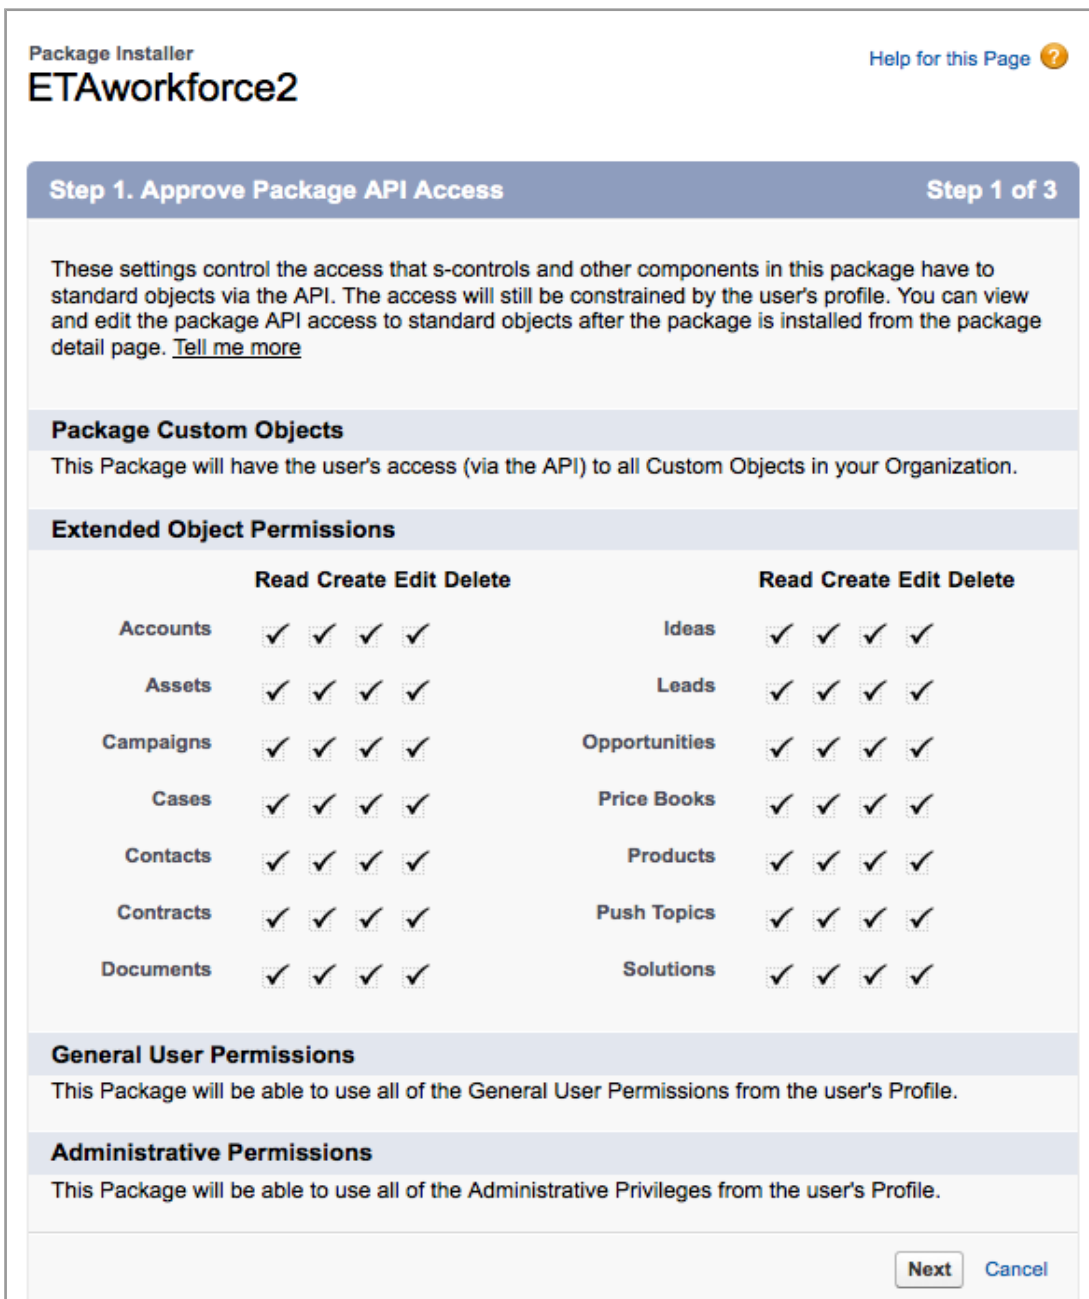 Package Installer
Help for this Page
ETAworkforce2
Step 1. Approve Package API Access
Step 1 of 3
These settings control the access that s-controls and other components in this package have to
standard objects via the API. The access will still be constrained by the user's profile. You can view
and edit the package API access to standard objects after the package is installed from the package
detail page. Tell me more
Package Custom Objects
This Package will have the user's access (via the API) to all Custom Objects in your Organization.
Extended Object Permissions
Read Create Edit Delete
Read Create Edit Delete
Accounts
Ideas
Assets
Leads
Campaigns
Opportunities
Cases
Price Books
Contacts
Products
Contracts
Push Topics
Documents
Solutions
General User Permissions
This Package will be able to use all of the General User Permissions from the user's Profile.
Administrative Permissions
This Package will be able to use all of the Administrative Privileges from the user's Profile.
Next
Cancel